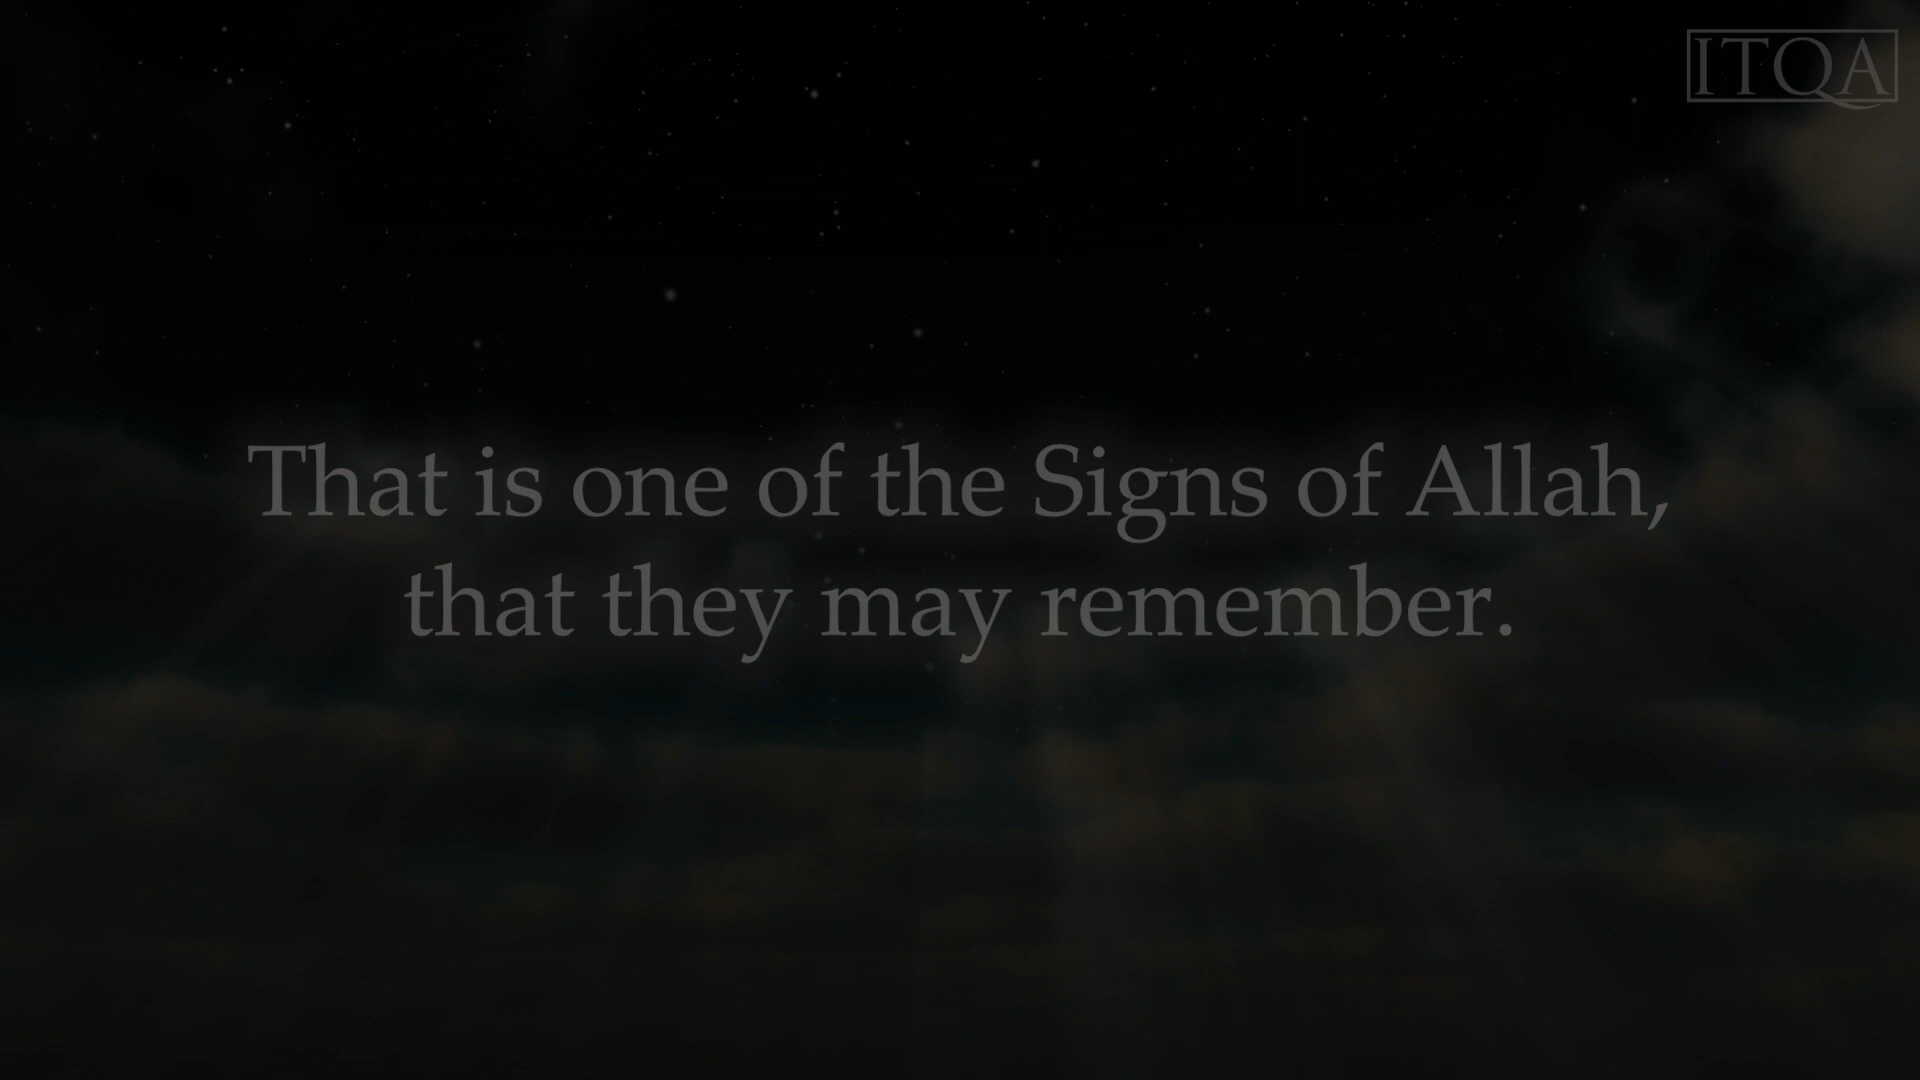 ITQA
That is one of the Signs of Allah,
that they may remember.